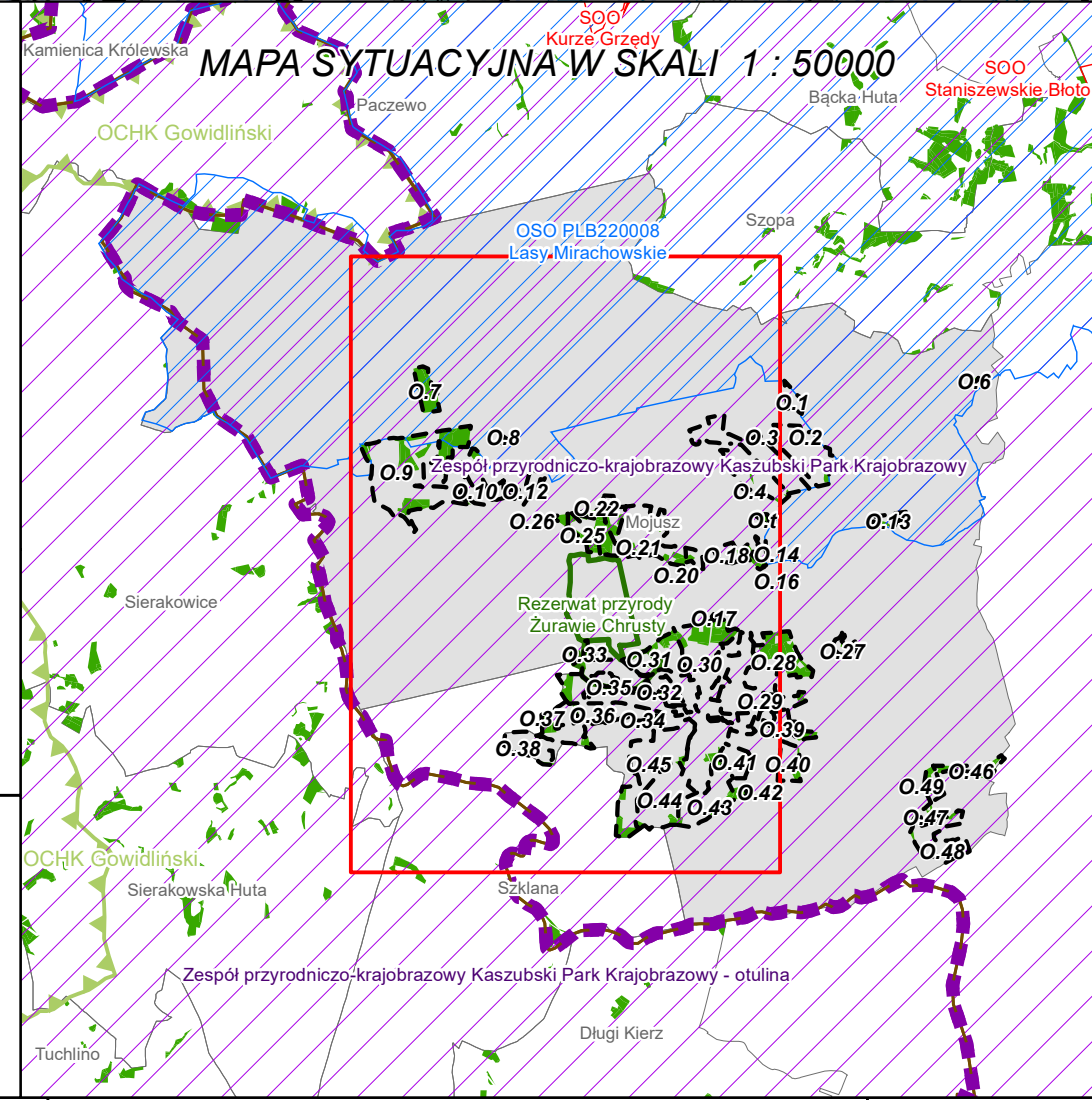 SOO
Kurze Grzędy
Kamienica Królewska
MAPA SYTUACYJNA W SKALI 1 : 50000
SOO
Staniszewskie Błoto
Bącka Huta
Paczewo
OCHK Gowidliński
Szopa
OSO PLB220008
Lasy Mirachowskie
O.6
O.7
O.1
O.8
O.3
O.2
Zespół przyrodniczo-krajobrazowy Kaszubski Park Krajobrazowy
O.9
O.10
O.12
O.4
O.22
O.26
Mojusz
O.t
O.13
O.25
O.21
O.18
O.14
O.20
O.16
Sierakowice
Rezerwat przyrody
Żurawie Chrusty
O.17
O.33
O.31
O.30
O.28
O.27
O.35
O.32
O.29
O.37
O.36
O.34
O.39
O.38
O.45
O.41
O.40
O.46
O.49
O.44
O.43
O.42
O.47
O.48
OCHK Gowidliński
Sierakowska Huta
Szklana
Zespół przyrodniczo-krajobrazowy Kaszubski Park Krajobrazowy - otulina
Długi Kierz
Tuchlino